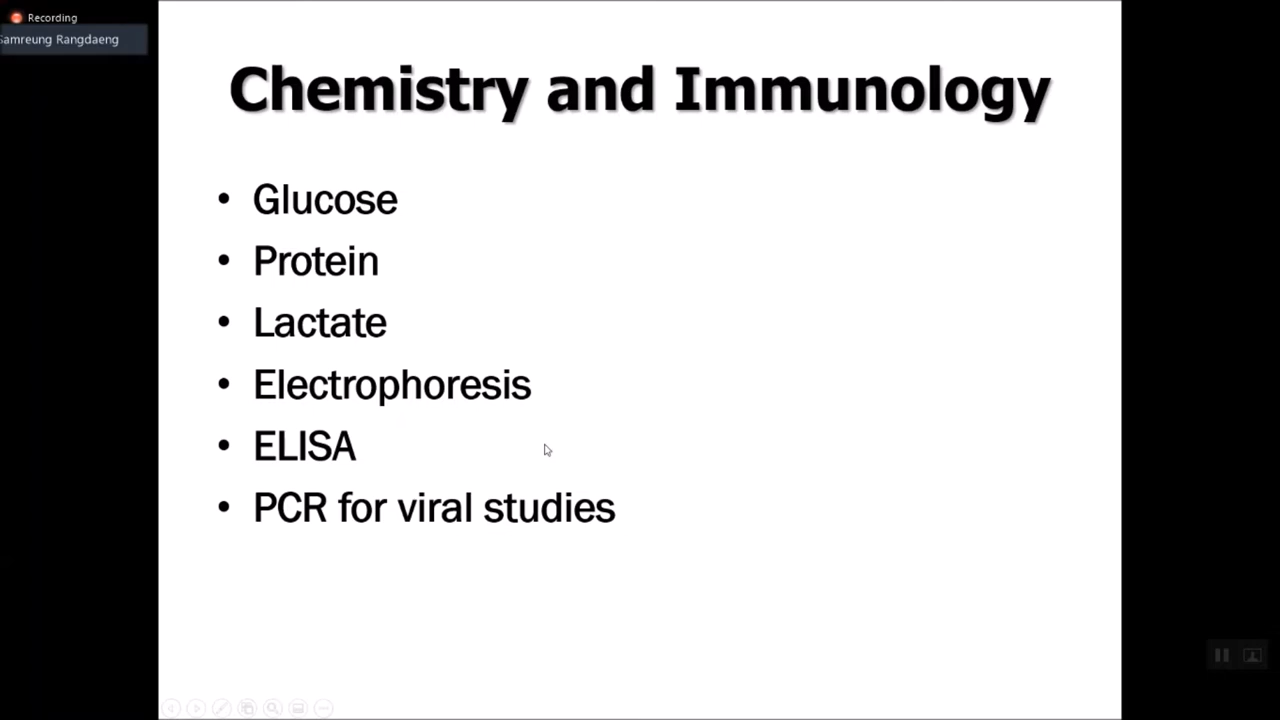 Recording
Samreung Rangdaeng
Chemistry and Immunology
• Glucose
• Protein
• Lactate
• Electrophoresis
• ELISA
• PCR for viral studies